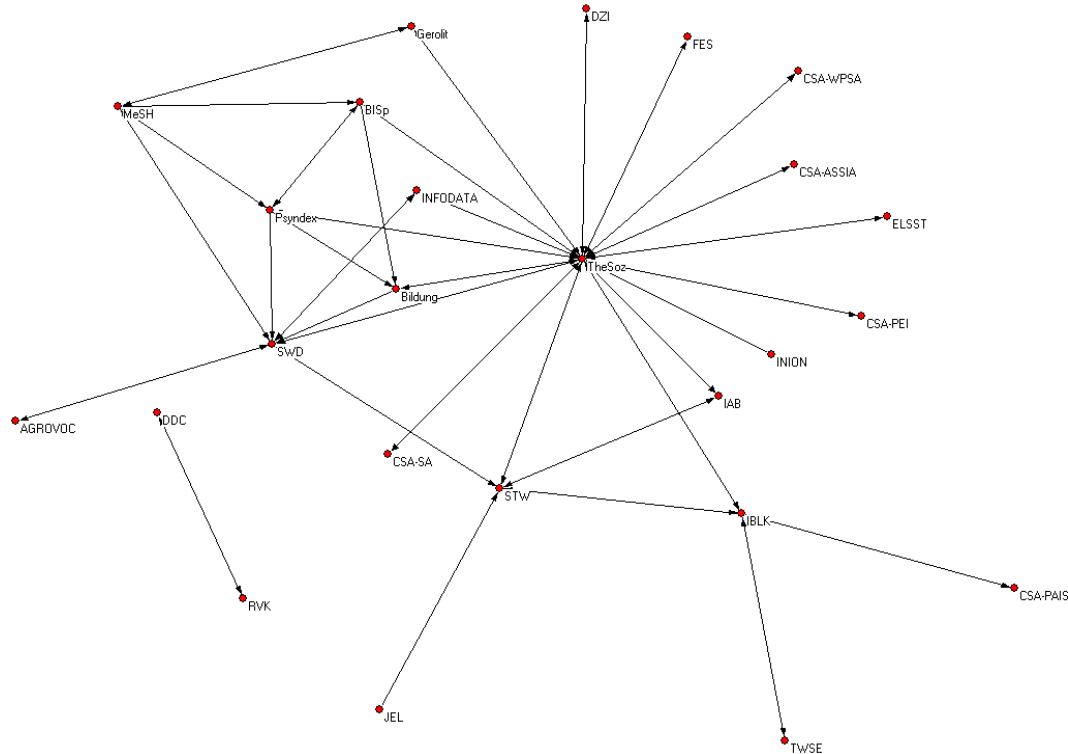 DZI
Gerolit
FES
CSA-WPSA
MeSH
BISp
CSA-ASSIA
INFODATA
Psyndex
ELSST
TheSoz
Bildung
CSA-PEI
SWD
INION
IAB
AGROVOC
DDC
CSA-SA
STW
IBLK
CSA-PAIS
RVK
JEL
TWSE